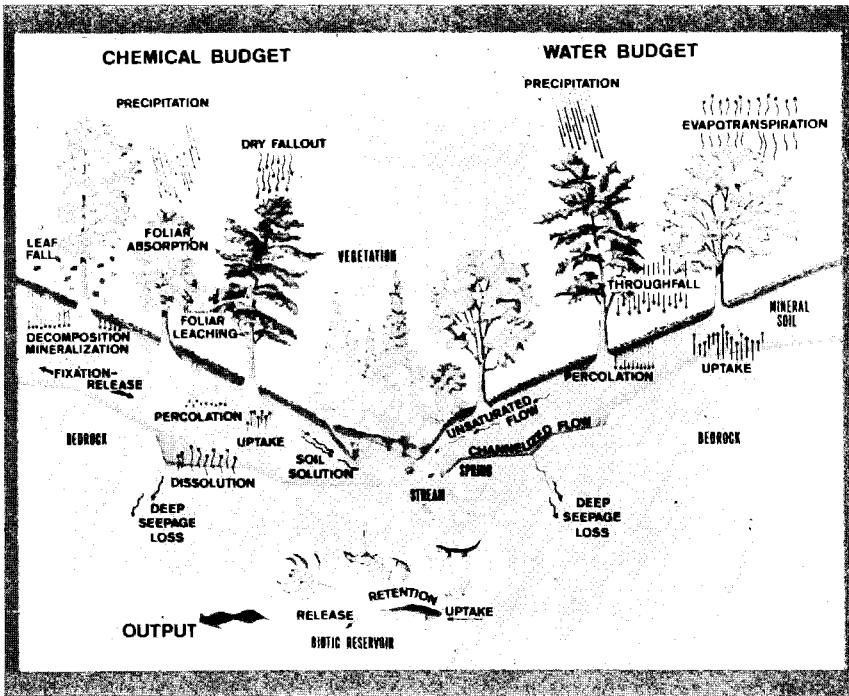 CHEMICAL BUDGET
WATER BUDGET
PRECIPITATION
DRY FALLOUT
PRECIPITATION
EVAPOTRANSPIRATION
LEAF
FALL
FOLIAR
ABSORPTION
VEGETATION
THROUGHFALL
FOLIAR
LEACHING
DECOMPOSITION
MINERALIZATION
MINERAL
SOIL
FIXATION-
RELEASE
PERCOLATION
UPTAKE
PERCOLATION
UPTAKE
UNSATURATED
FLOW
CHANNELIZED FLOW
BEDROCK
BEDROCK
SOIL
SOLUTION
SPRING
STREAM
DISSOLUTION
DEEP
SEEPAGE
LOSS
DEEP
SEEPAGE
LOSS
RETENTION
RELEASE
UPTAKE
OUTPUT
BIOTIC RESERVOIR